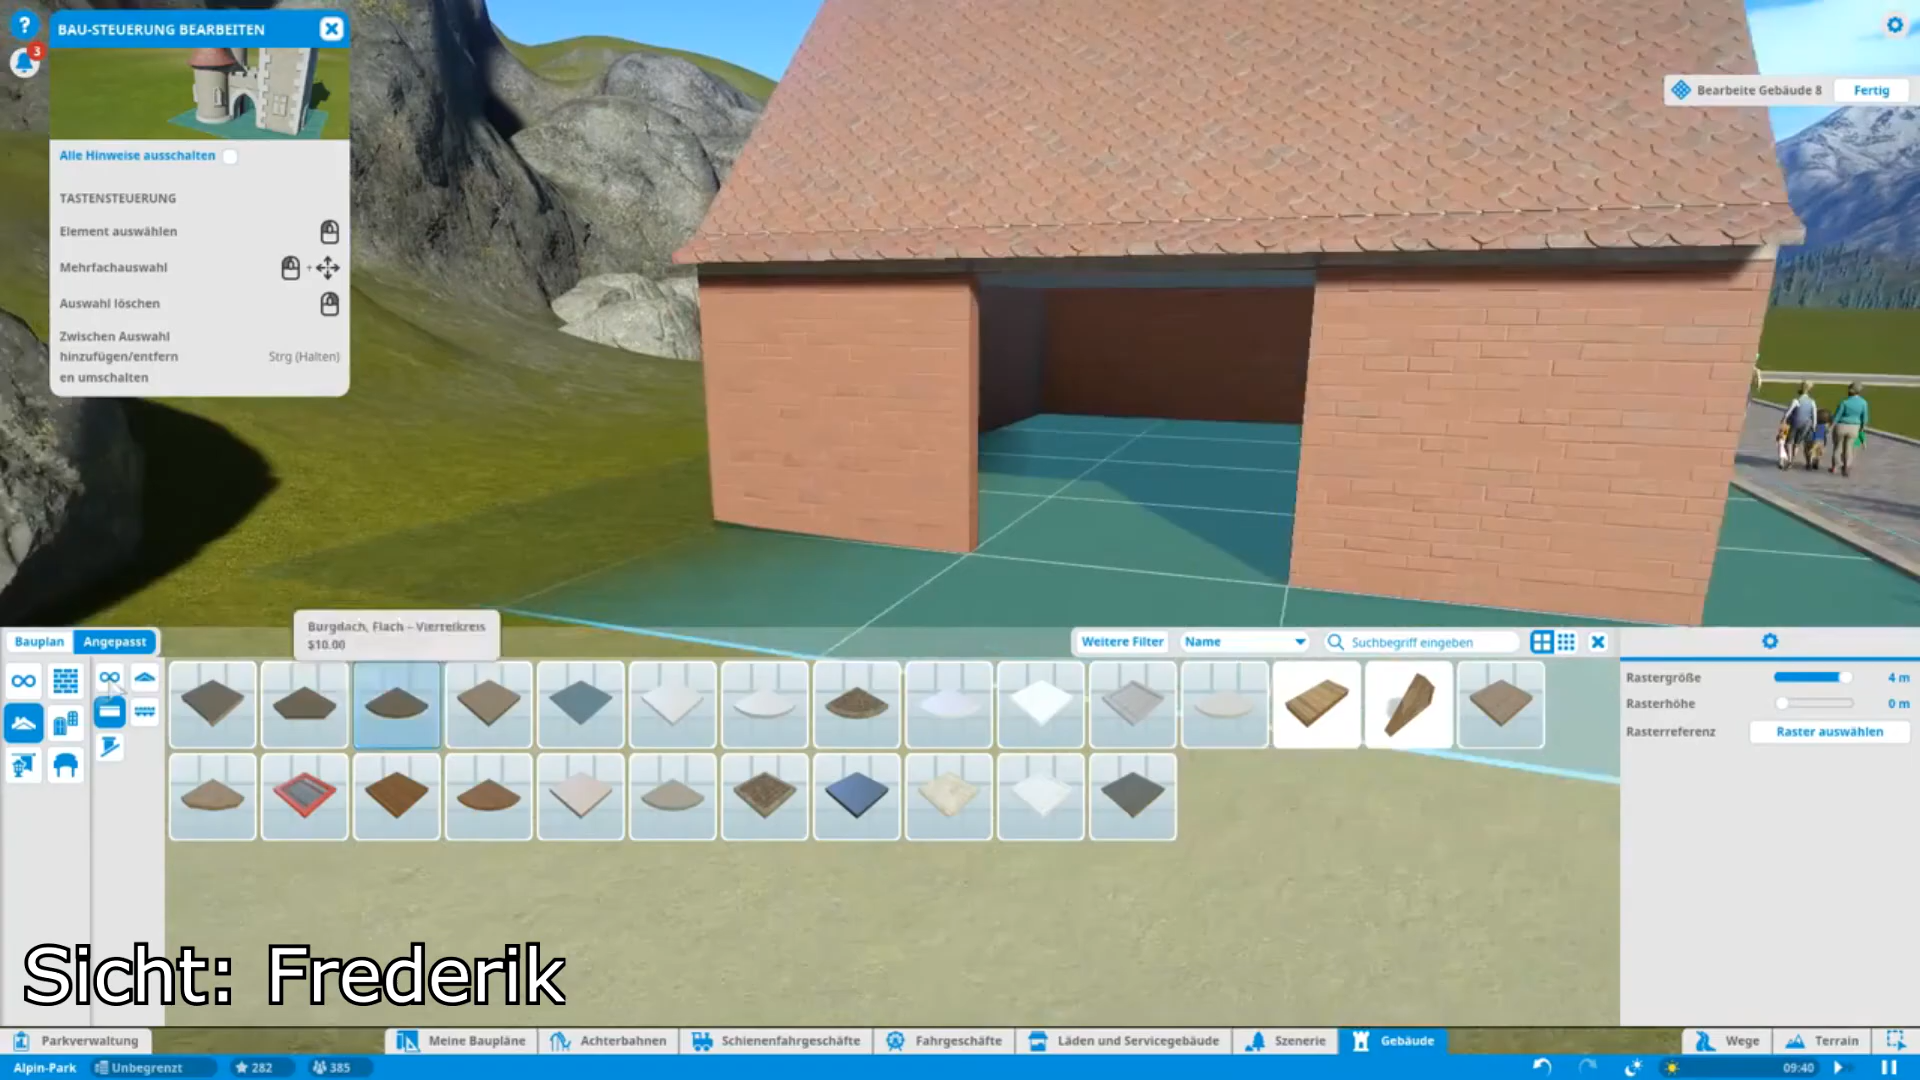 ?
BAU-STEUERUNG BEARBEITEN
3
Alle Hinweise ausschalten
TASTENSTEUERUNG
Element auswählen
Mehrfachauswahl
+
Auswahl löschen
Zwischen Auswahl
hinzufügen/entfern
en umschalten
Strg (Halten)
Bearbeite Gebäude 8
Fertig
Burgdach, Flach – Viertelkreis
$10.00
Bauplan
Angepasst
Weitere Filter
Name
Suchbegriff eingeben
Rastergröße
4 m
Rasterhöhe
0 m
Rasterreferenz
Raster auswählen
Sicht: Frederik
Parkverwaltung
Meine Baupläne
Achterbahnen
Schienenfahrgeschäfte
Fahrgeschäfte
Läden und Servicegebäude
Szenerie
Gebäude
Wege
Terrain
Alpin-Park
Unbegrenzt
282
385
09:40